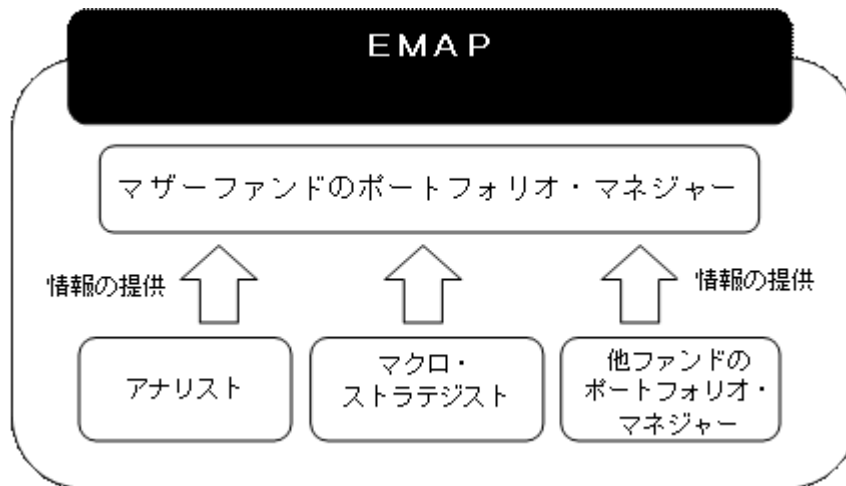 EMAP
マザーファンドのポートフォリオ・マネジャー
情報の提供
情報の提供
アナリスト
マクロ・
ストラテジスト
他ファンドの
ポートフォリオ・
マネジャー